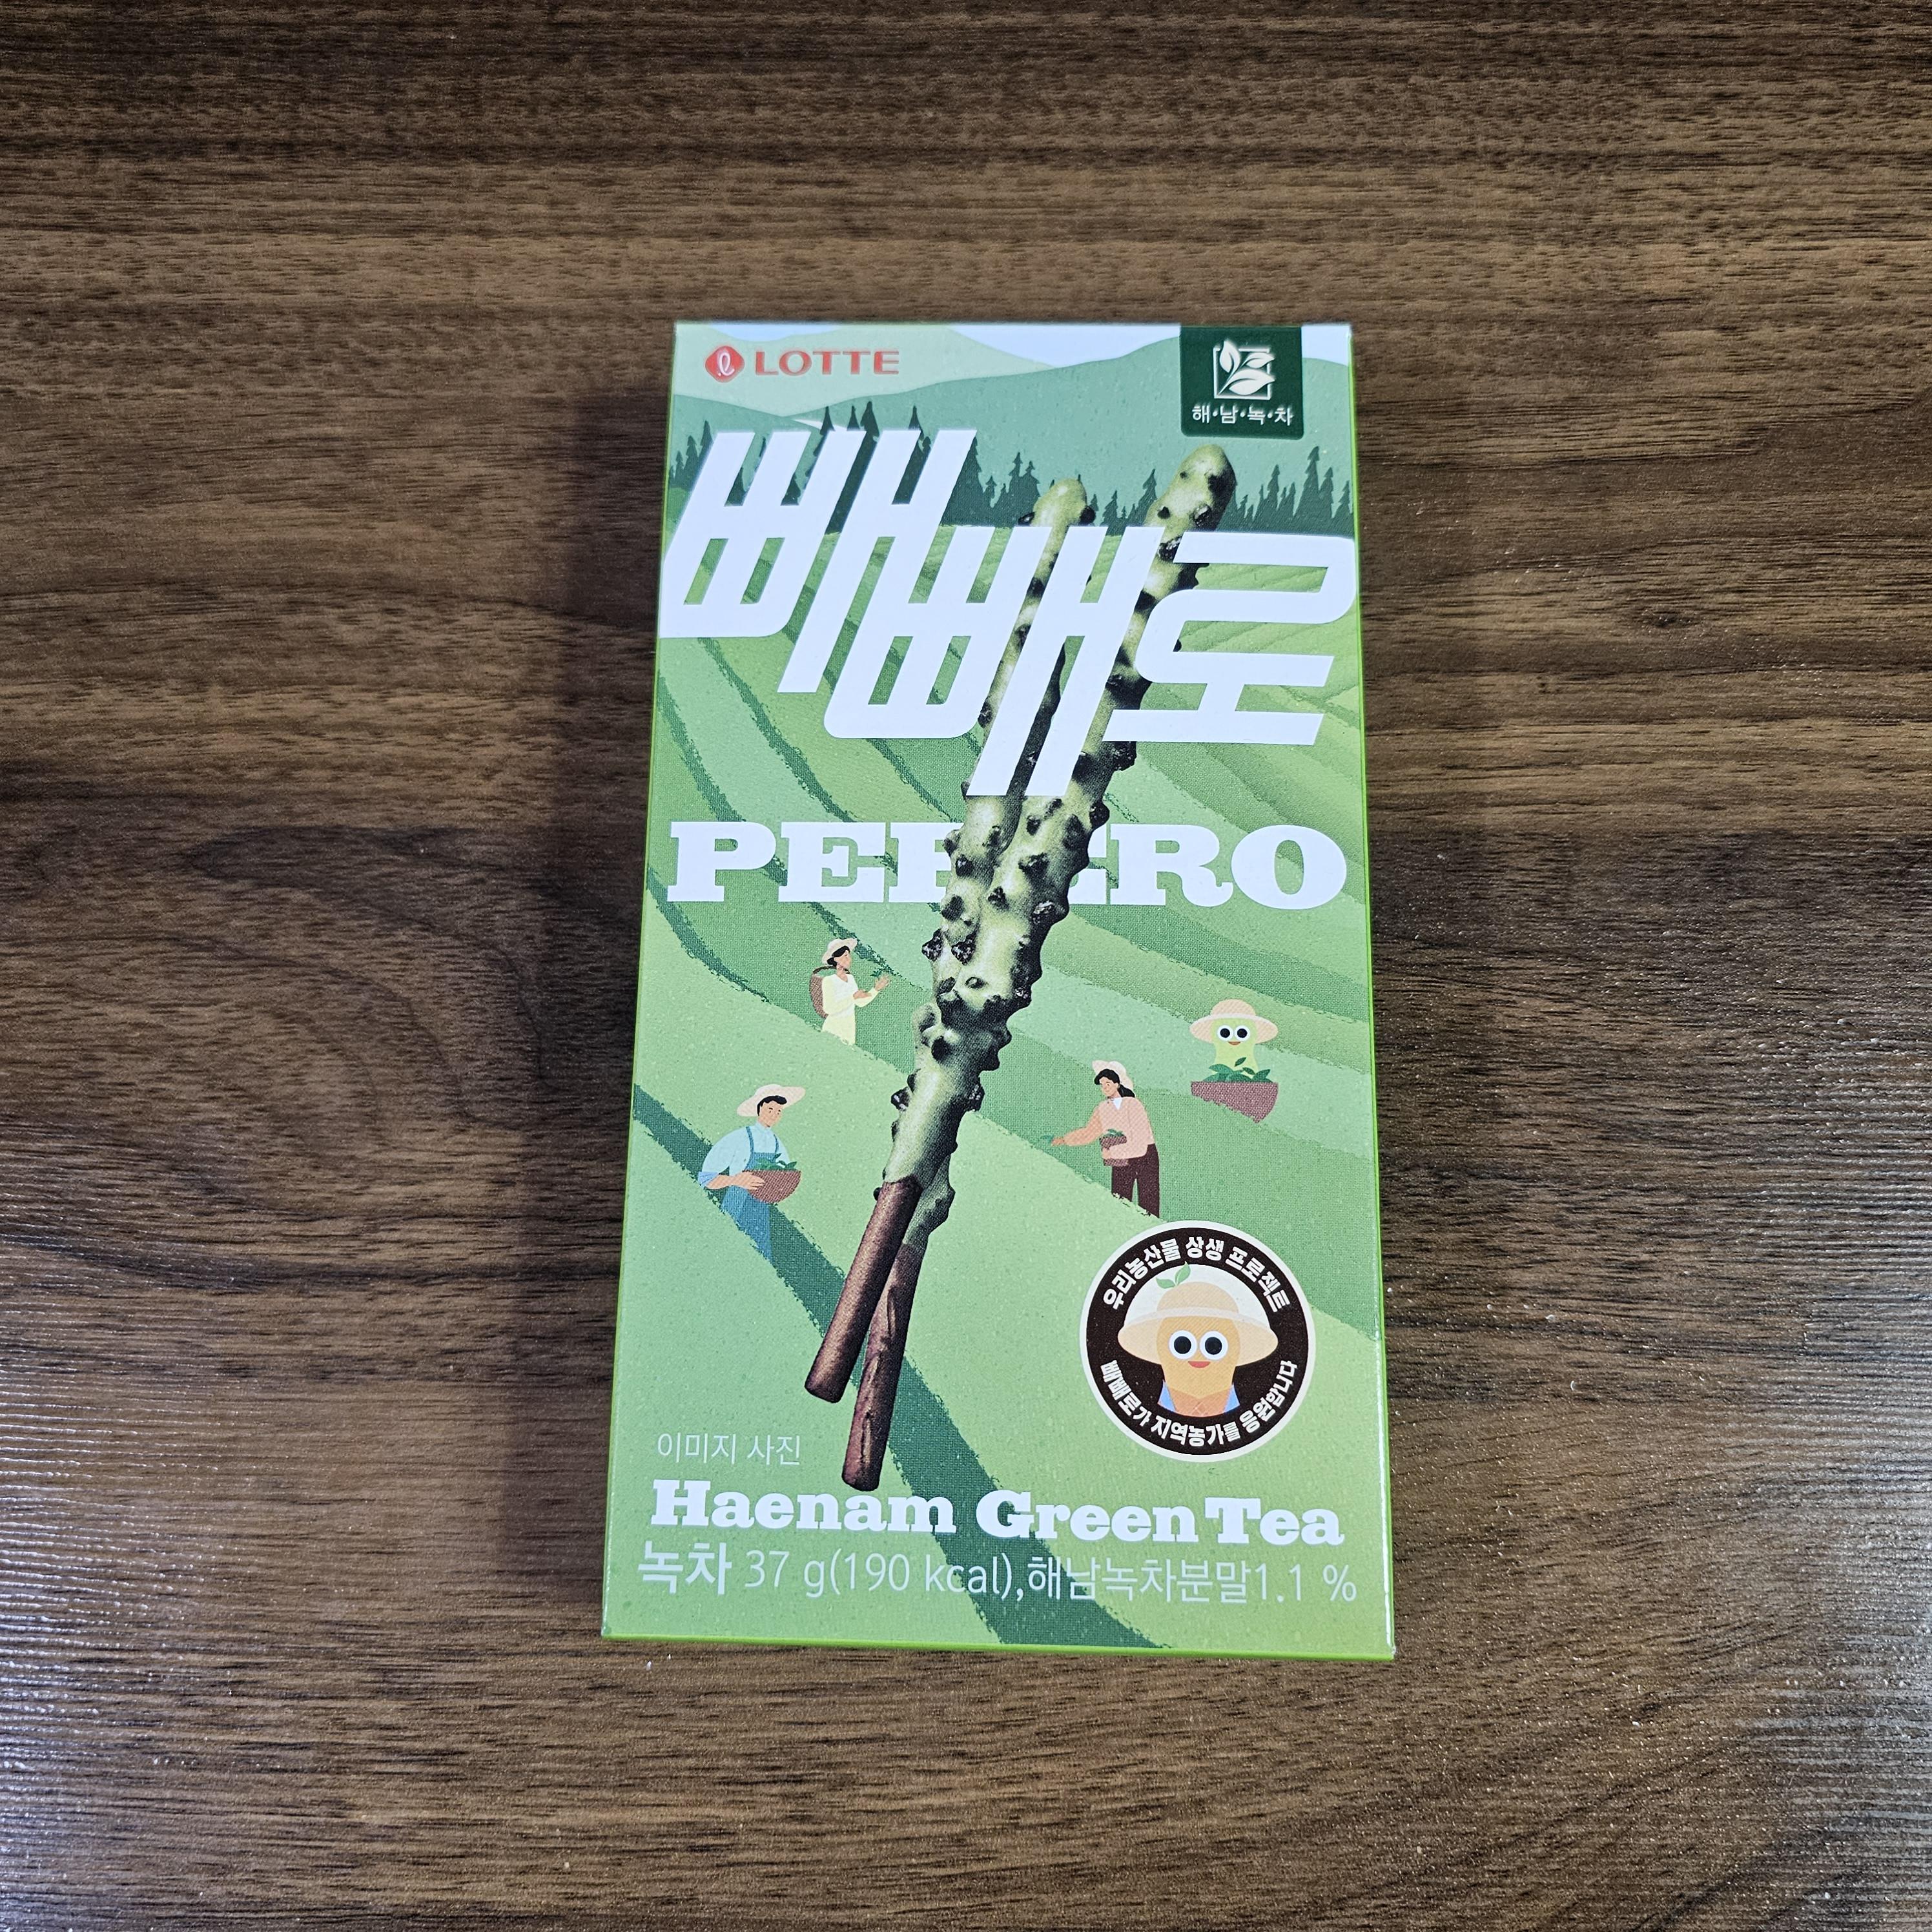 LOTTE
해·남·녹·차
빼빼로
PEPERO
우리농산물 상생 프로젝트
빼빼로가 지역농가를 응원합니다
이미지 사진
Haenam Green Tea
녹차 37 g(190 kcal),해남녹차분말1.1 %